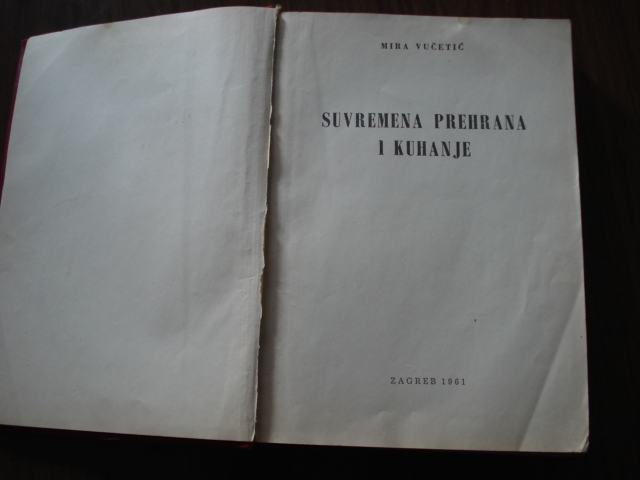 MIRA VUČETIĆ
SUVREMENA PREHRANA
I KUHANJE
ZAGREB 1961